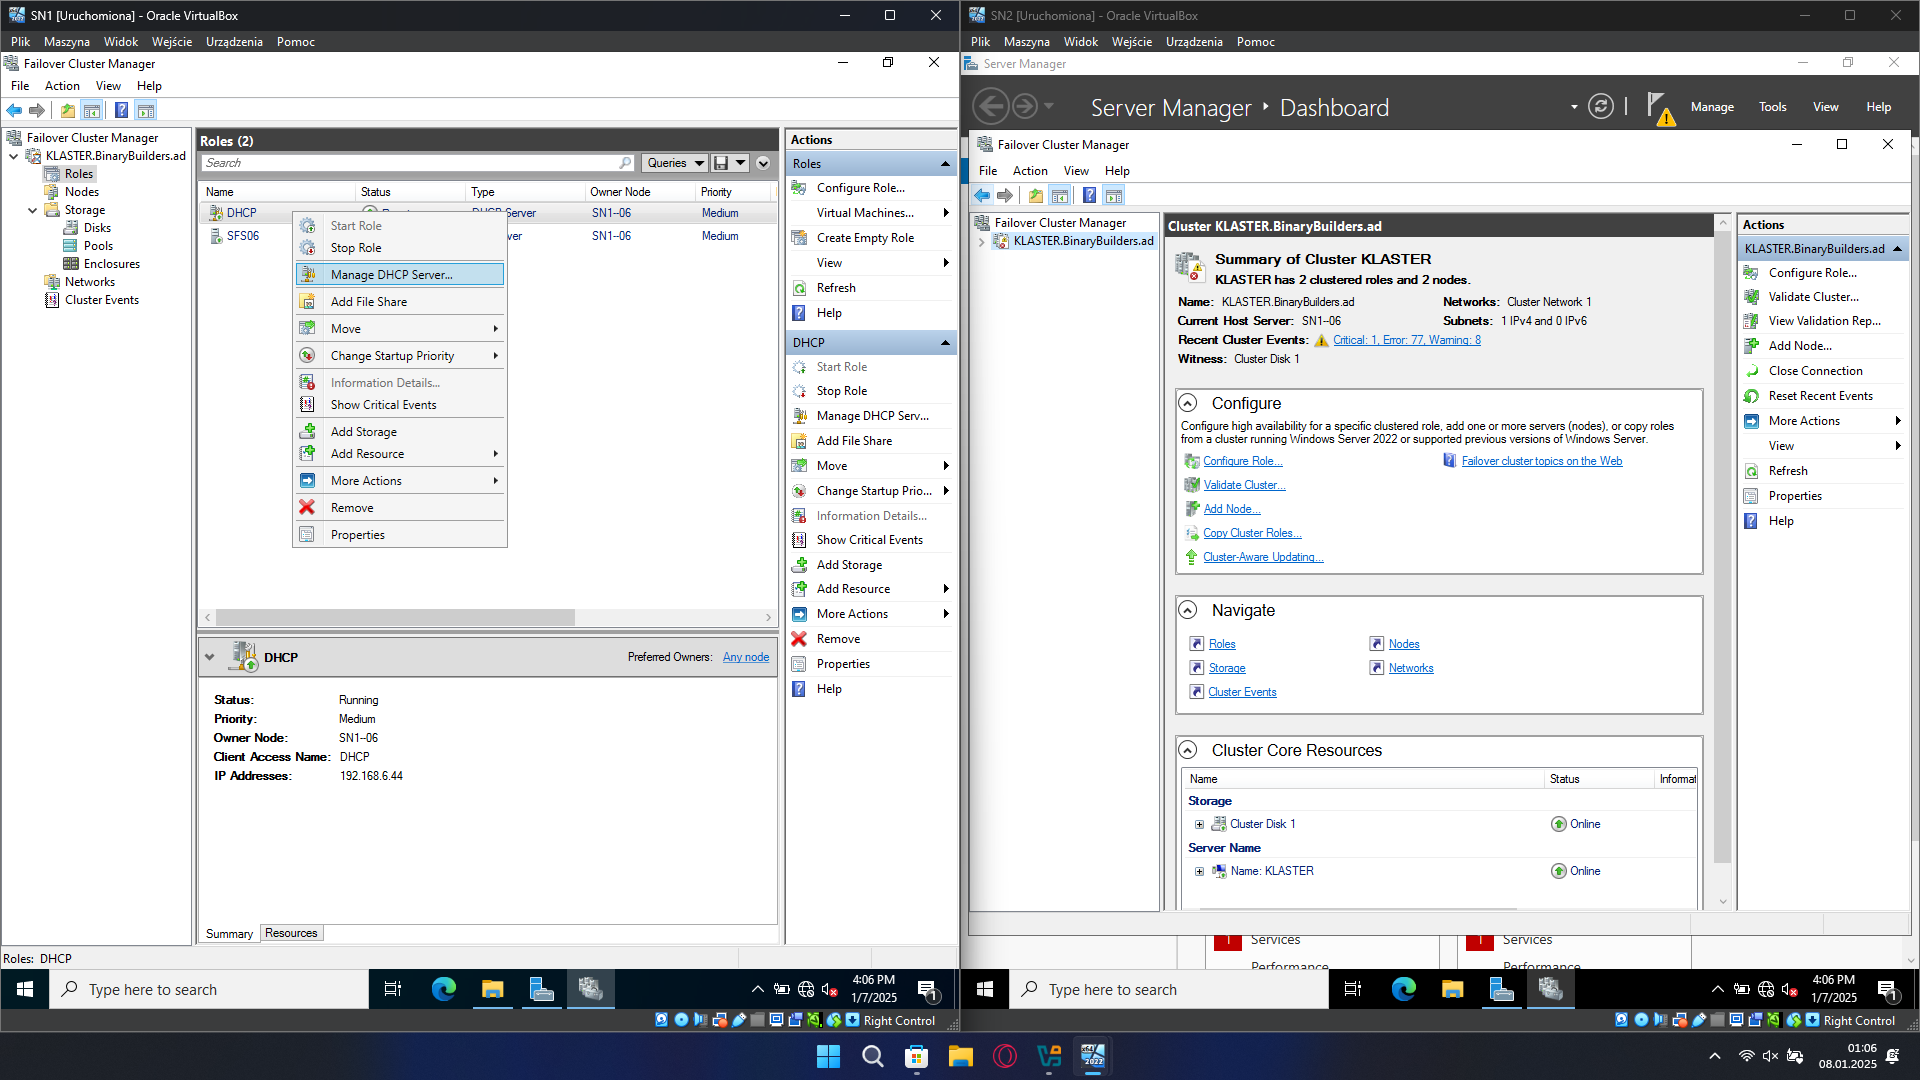 SN1 [Uruchomiona] - Oracle VirtualBox
Plik Maszyna Widok Wejście Urządzenia Pomoc
Failover Cluster Manager
File Action View Help
Failover Cluster Manager
KLASTER.BinaryBuilders.ad
Roles
Nodes
Storage
Disks
Pools
Enclosures
Networks
Cluster Events
Roles (2)
Search
Queries
Name Status Type Owner Node Priority
DHCP DHCP Server SN1--06 Medium
SFS06 SN1--06 Medium
Start Role
Stop Role
Manage DHCP Server...
Add File Share
Move
Change Startup Priority
Information Details...
Show Critical Events
Add Storage
Add Resource
More Actions
Remove
Properties
DHCP
Preferred Owners: Any node
Status: Running
Priority: Medium
Owner Node: SN1--06
Client Access Name: DHCP
IP Addresses: 192.168.6.44
Summary Resources
Roles: DHCP
Actions
Roles
Configure Role...
Virtual Machines...
Create Empty Role
View
Refresh
Help
DHCP
Start Role
Stop Role
Manage DHCP Serv...
Add File Share
Move
Change Startup Prio...
Information Details...
Show Critical Events
Add Storage
Add Resource
More Actions
Remove
Properties
Help
Type here to search
4:06 PM
1/7/2025
1
Right Control
SN2 [Uruchomiona] - Oracle VirtualBox
Plik Maszyna Widok Wejście Urządzenia Pomoc
Server Manager
Server Manager Dashboard
Manage Tools View Help
Failover Cluster Manager
File Action View Help
Failover Cluster Manager
KLASTER.BinaryBuilders.ad
Cluster KLASTER.BinaryBuilders.ad
Summary of Cluster KLASTER
KLASTER has 2 clustered roles and 2 nodes.
Name: KLASTER.BinaryBuilders.ad Networks: Cluster Network 1
Current Host Server: SN1--06 Subnets: 1 IPv4 and 0 IPv6
Recent Cluster Events: Critical: 1, Error: 77, Warning: 8
Witness: Cluster Disk 1
Configure
Configure high availability for a specific clustered role, add one or more servers (nodes), or copy roles
from a cluster running Windows Server 2022 or supported previous versions of Windows Server.
Configure Role... Failover cluster topics on the Web
Validate Cluster...
Add Node...
Copy Cluster Roles...
Cluster-Aware Updating...
Navigate
Roles Nodes
Storage Networks
Cluster Events
Cluster Core Resources
Name Status Informat
Storage
Cluster Disk 1 Online
Server Name
Name: KLASTER Online
Actions
KLASTER.BinaryBuilders.ad
Configure Role...
Validate Cluster...
View Validation Rep...
Add Node...
Close Connection
Reset Recent Events
More Actions
View
Refresh
Properties
Help
1 Services 1 Services
Performance Performance
Type here to search
4:06 PM
1/7/2025
1
Right Control
01:06
08.01.2025